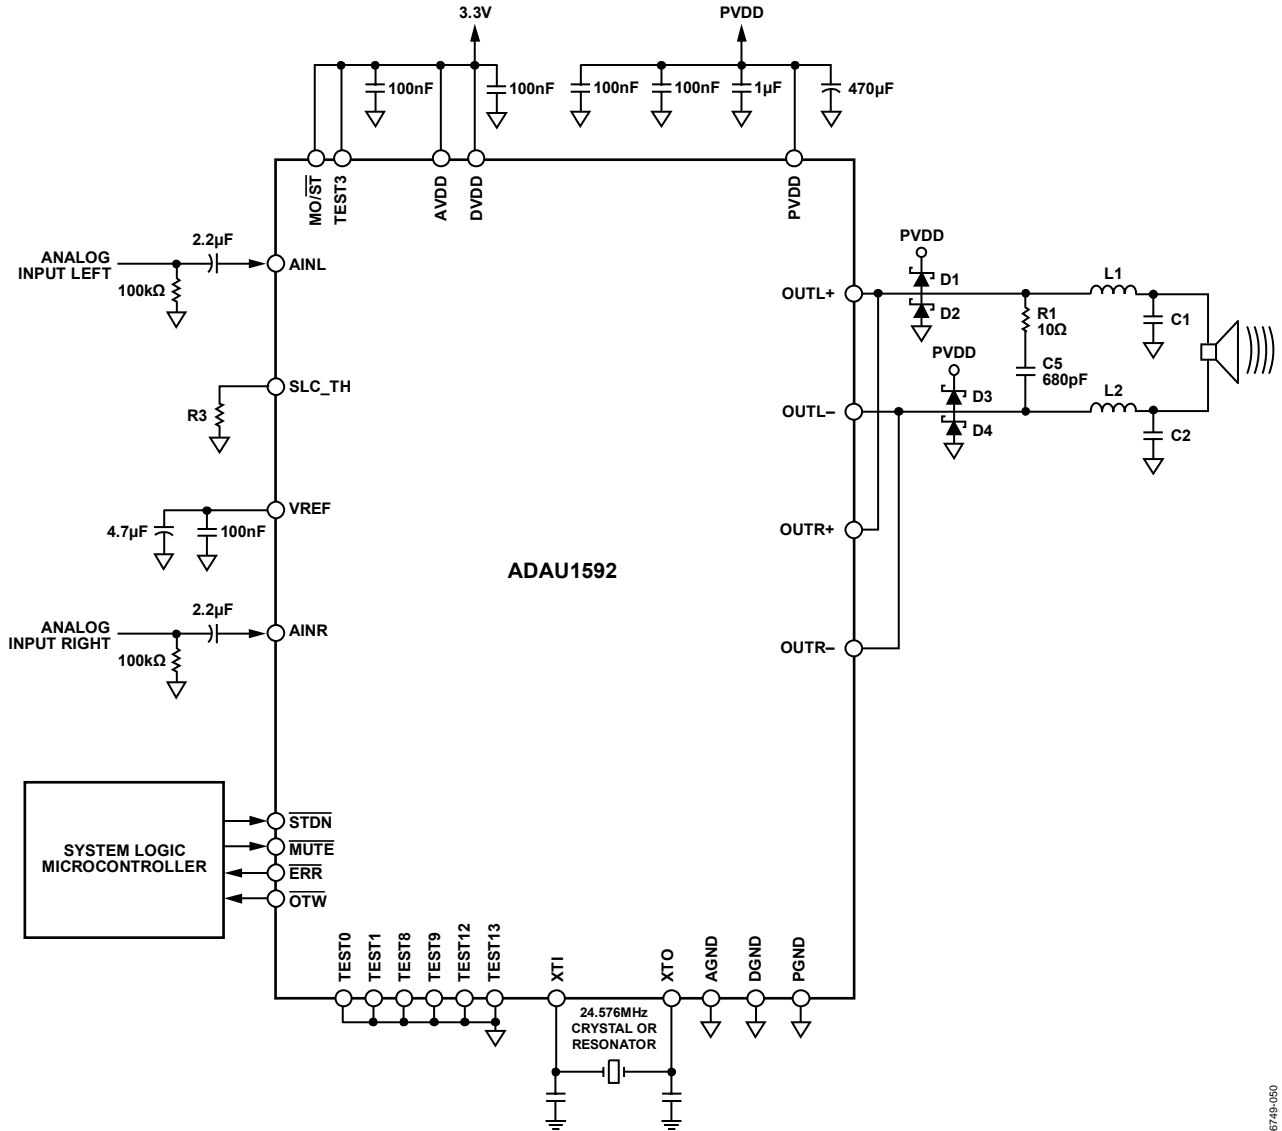 3.3V
PVDD
100nF
100nF
100nF
100nF
1µF
470µF
MO/ST
TEST3
AVDD
DVDD
PVDD
ANALOG
INPUT LEFT
2.2µF
100kΩ
AINL
SLC_TH
R3
4.7µF
100nF
VREF
ANALOG
INPUT RIGHT
2.2µF
100kΩ
AINR
ADAU1592
OUTL+
OUTL–
OUTR+
OUTR–
PVDD
D1
D2
PVDD
D3
D4
R1
10Ω
C5
680pF
L1
C1
L2
C2
SYSTEM LOGIC
MICROCONTROLLER
STDN
MUTE
ERR
OTW
TEST0
TEST1
TEST8
TEST9
TEST12
TEST13
XTI
XTO
AGND
DGND
PGND
24.576MHz
CRYSTAL OR
RESONATOR
6749-050